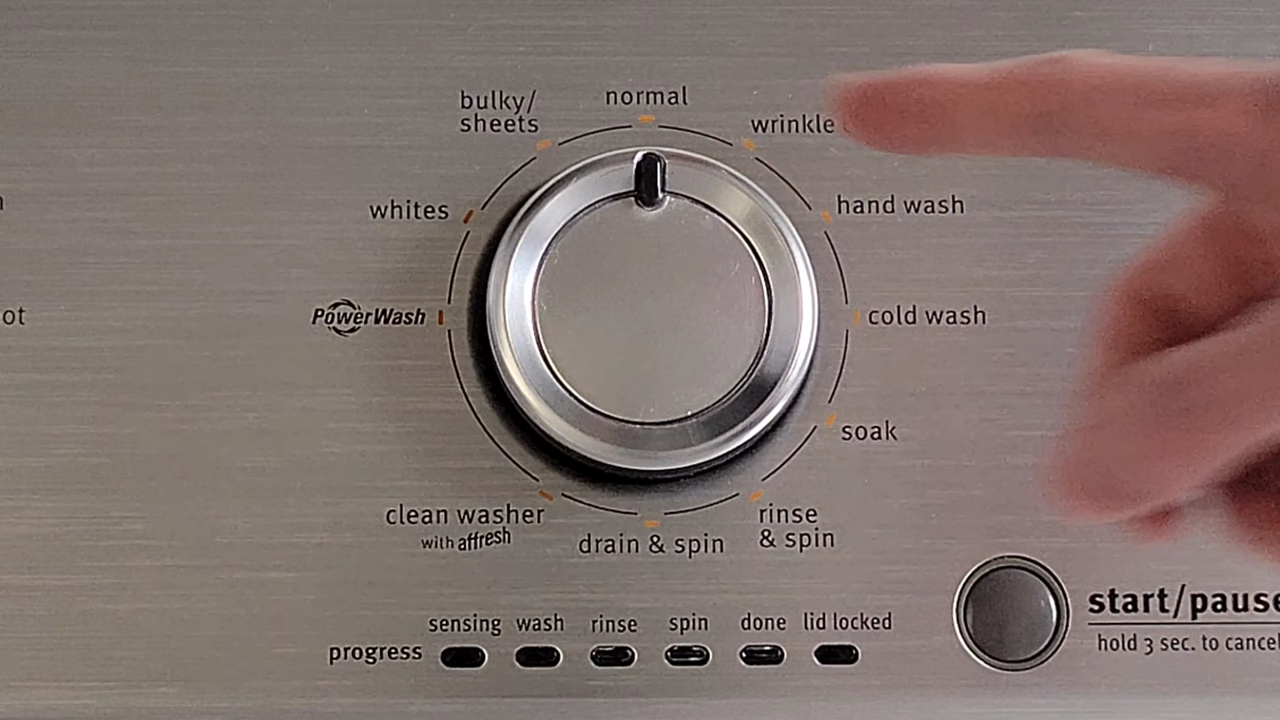 normal
bulky/
sheets
wrinkle
whites
hand wash
PowerWash
cold wash
ot
soak
clean washer
with affresh
drain & spin
rinse
& spin
start/pause
hold 3 sec. to cancel
progress
sensing
wash
rinse
spin
done
lid locked